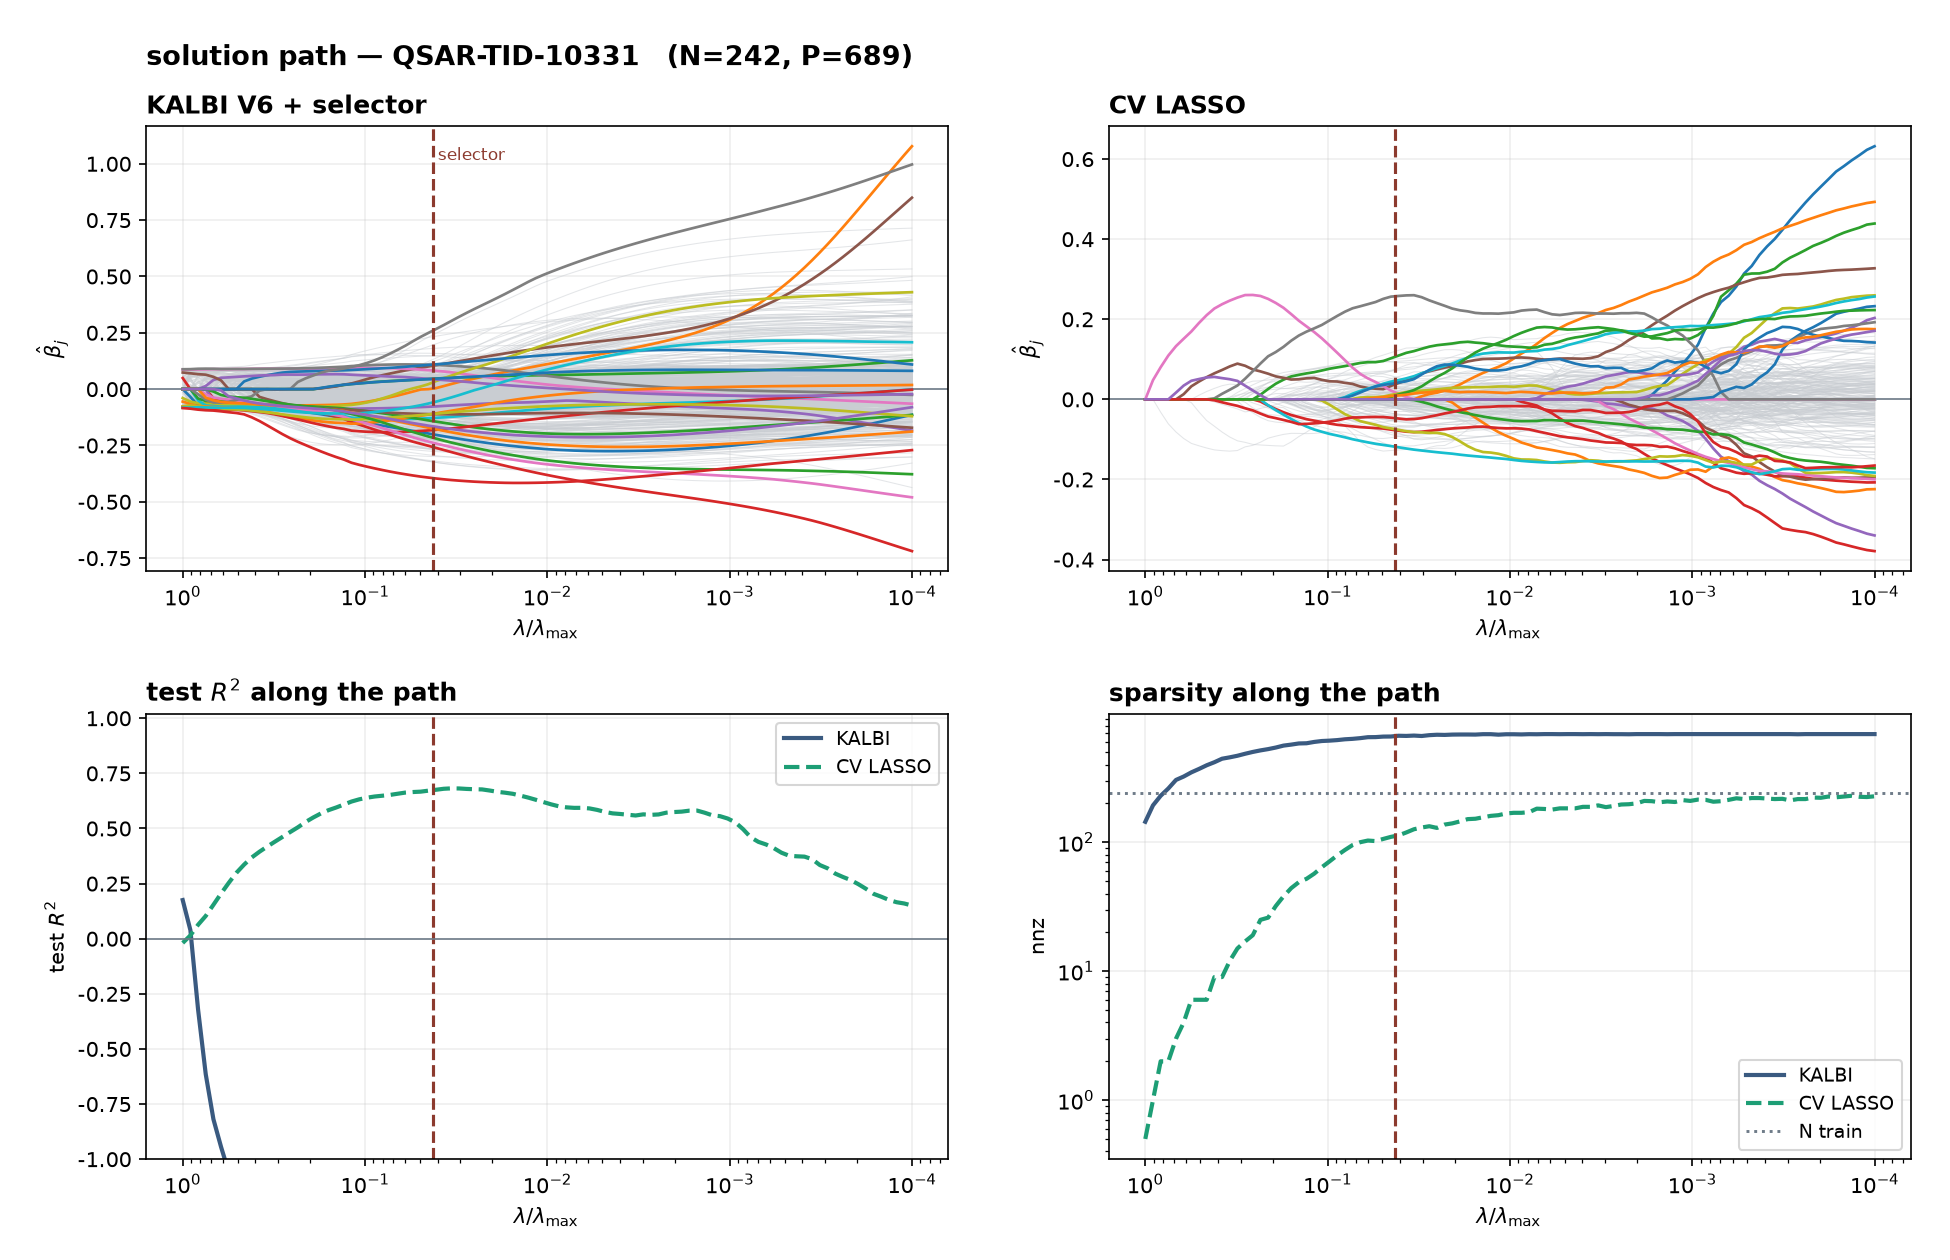 solution path — QSAR-TID-10331 (N=242, P=689)
KALBI V6 + selector
selector
1.00
0.75
0.50
0.25
0.00
-0.25
-0.50
-0.75
β̂ⱼ
10⁰ 10⁻¹ 10⁻² 10⁻³ 10⁻⁴
λ/λmax
CV LASSO
0.6
0.4
0.2
0.0
-0.2
-0.4
β̂ⱼ
10⁰ 10⁻¹ 10⁻² 10⁻³ 10⁻⁴
λ/λmax
test R² along the path
KALBI
CV LASSO
1.00
0.75
0.50
0.25
0.00
-0.25
-0.50
-0.75
-1.00
test R²
10⁰ 10⁻¹ 10⁻² 10⁻³ 10⁻⁴
λ/λmax
sparsity along the path
10²
10¹
10⁰
nnz
KALBI
CV LASSO
N train
10⁰ 10⁻¹ 10⁻² 10⁻³ 10⁻⁴
λ/λmax